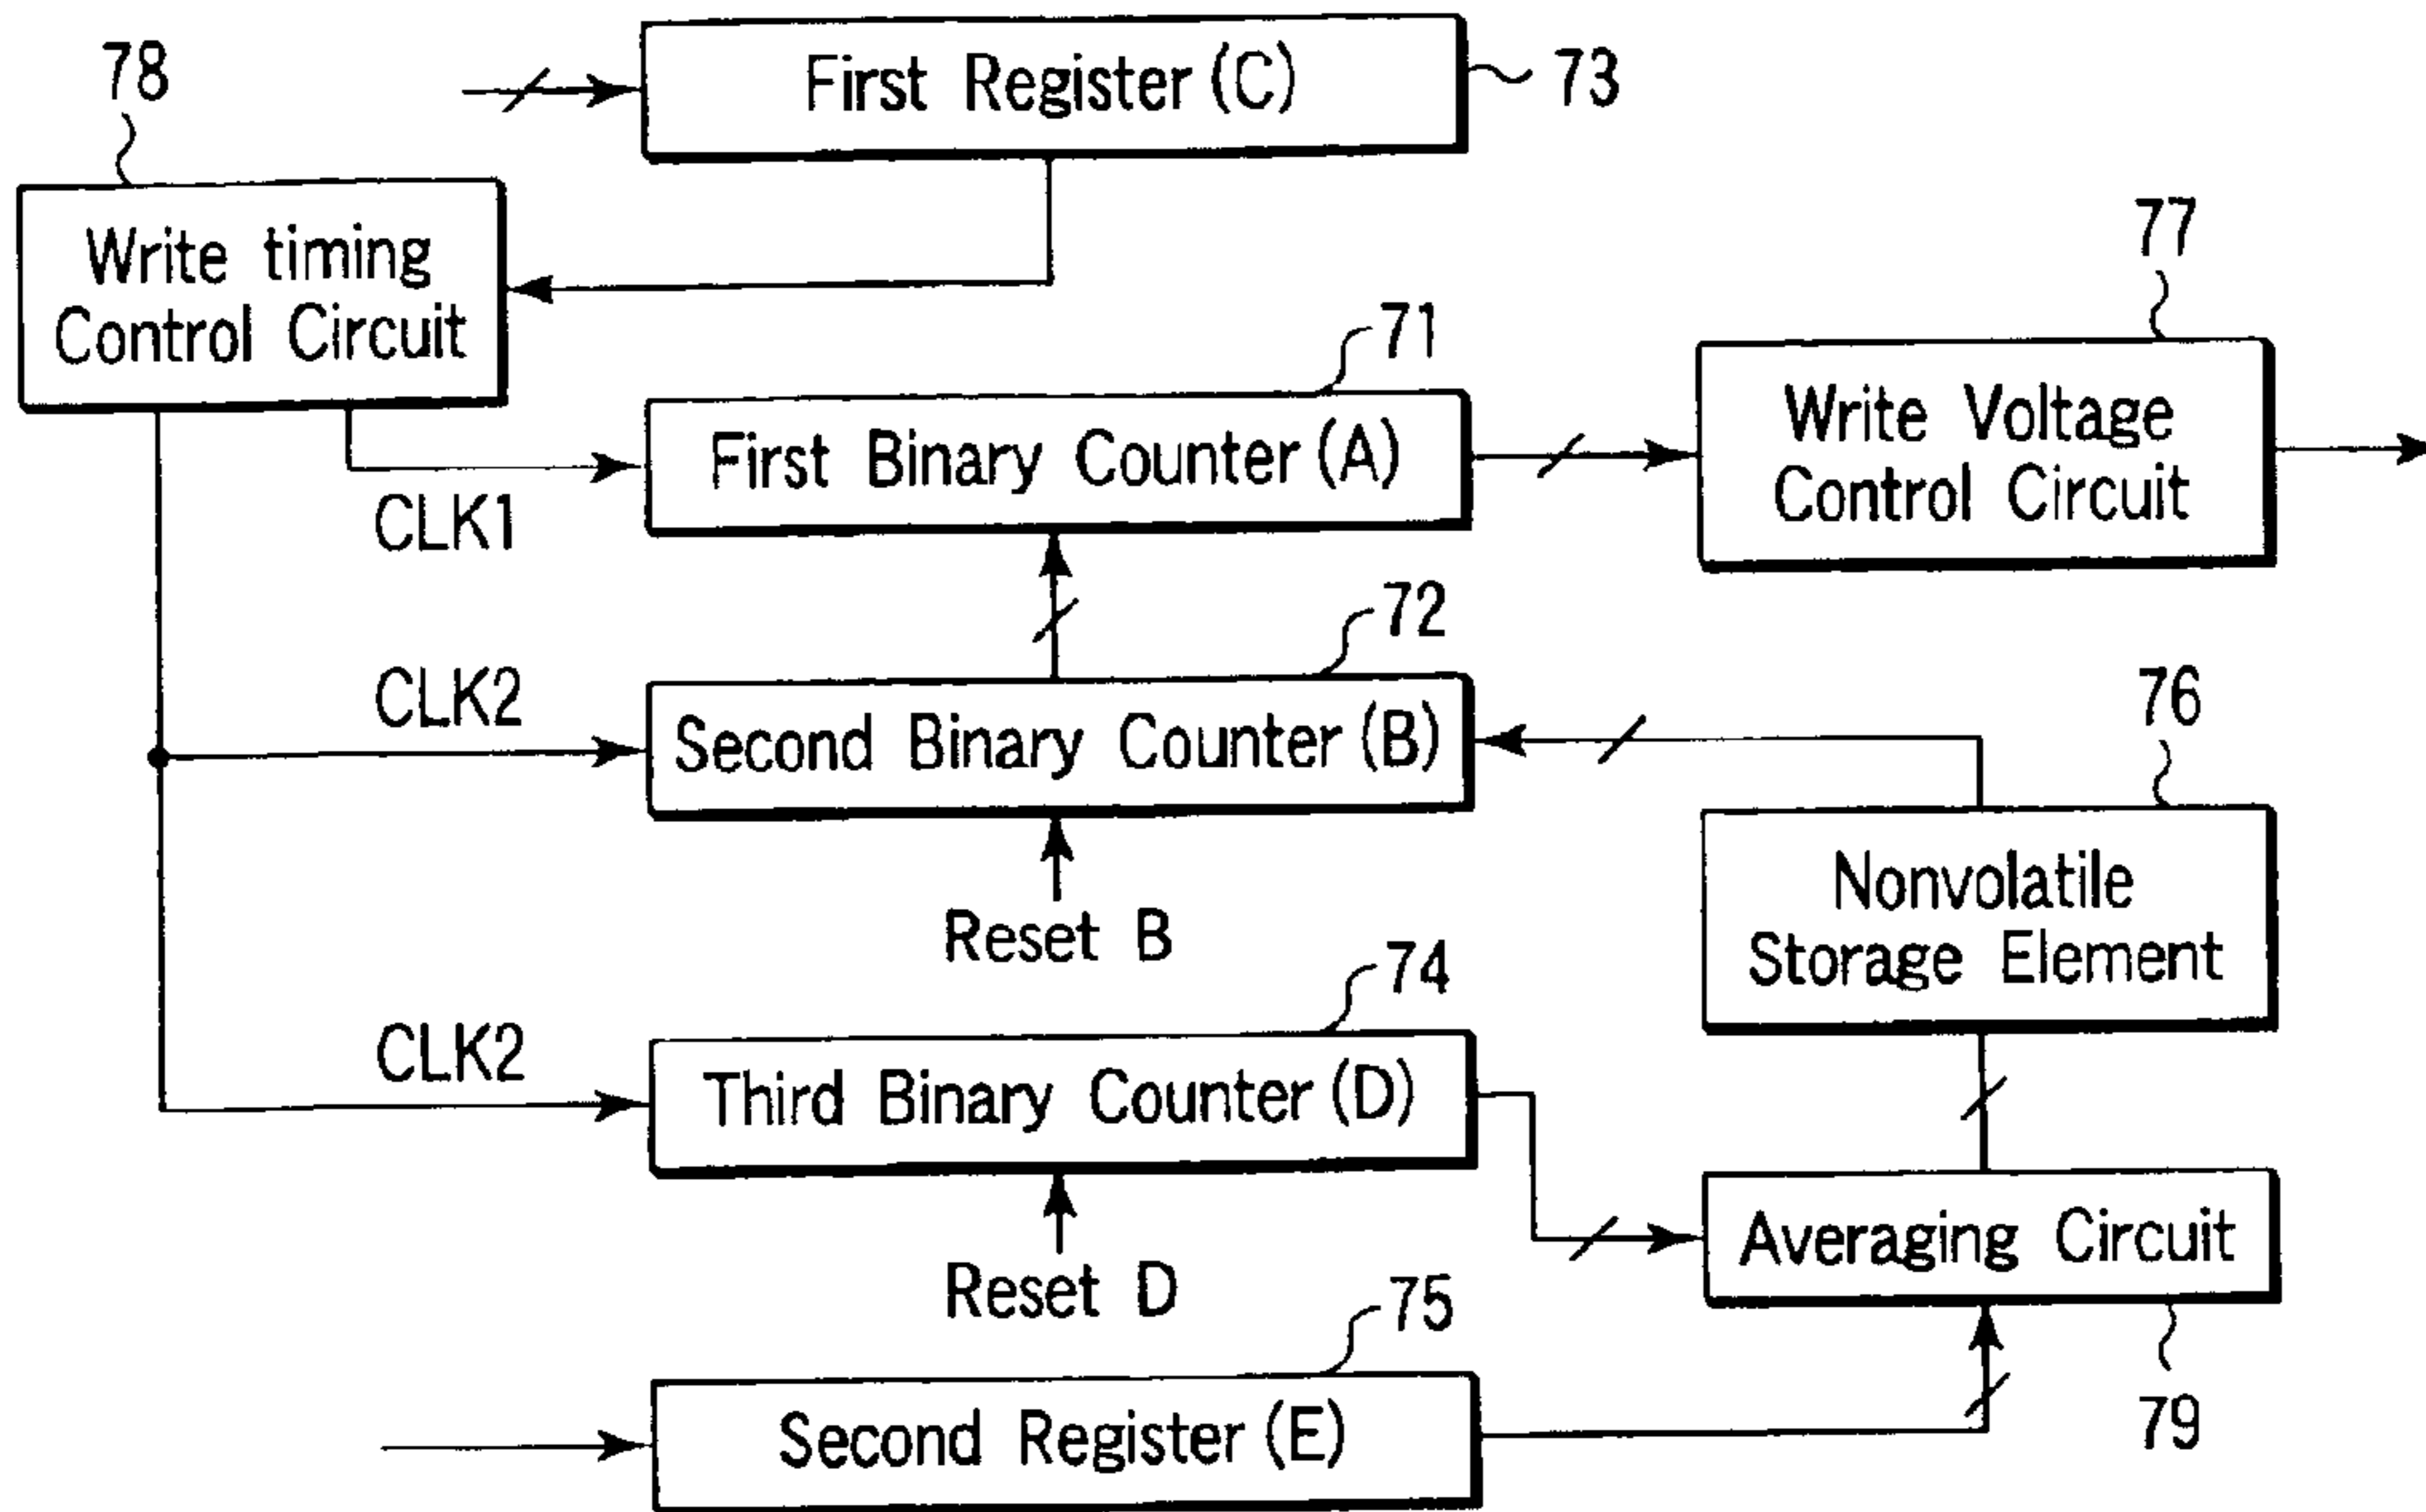 78
First Register (C)
73
Write timing
Control Circuit
77
71
CLK1
First Binary Counter (A)
Write Voltage
Control Circuit
72
CLK2
Second Binary Counter (B)
76
Reset B
Nonvolatile
Storage Element
74
CLK2
Third Binary Counter (D)
Reset D
Averaging Circuit
75
Second Register (E)
79